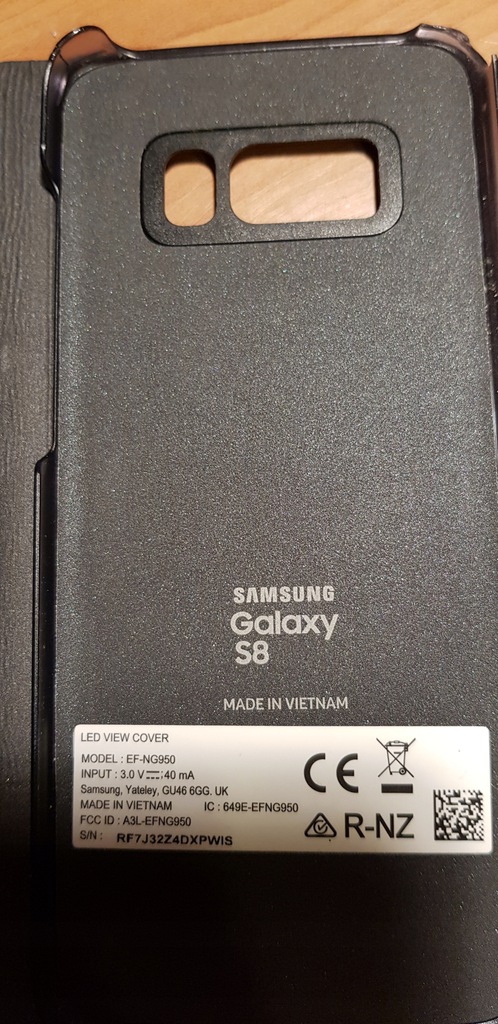 SAMSUNG
Galaxy
S8
MADE IN VIETNAM
LED VIEW COVER
MODEL : EF-NG950
INPUT : 3.0 V⎓; 40 mA
Samsung, Yateley, GU46 6GG. UK
MADE IN VIETNAM IC : 649E-EFNG950
FCC ID : A3L-EFNG950
S/N : RF7J32Z4DXPWIS
CE
R-NZ